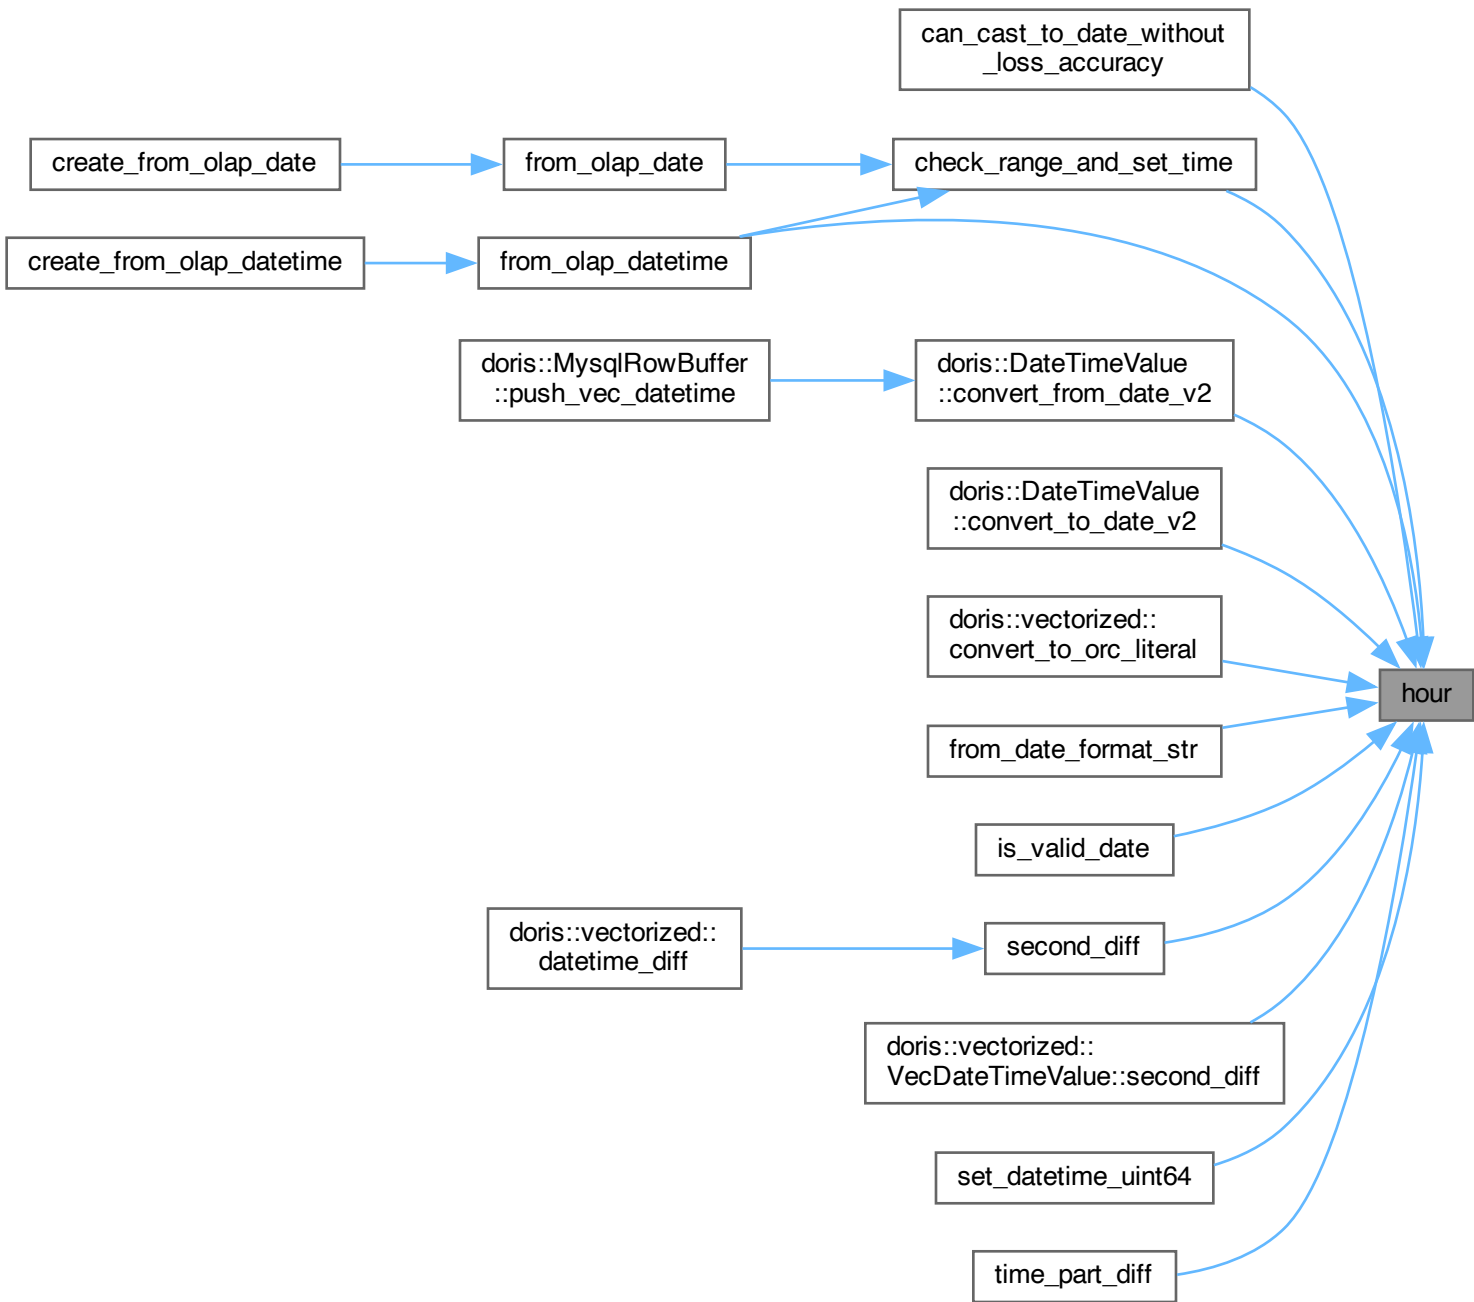 can_cast_to_date_without
_loss_accuracy
create_from_olap_date
from_olap_date
check_range_and_set_time
create_from_olap_datetime
from_olap_datetime
doris::MysqlRowBuffer
::push_vec_datetime
doris::DateTimeValue
::convert_from_date_v2
doris::DateTimeValue
::convert_to_date_v2
doris::vectorized::
convert_to_orc_literal
hour
from_date_format_str
is_valid_date
doris::vectorized::
datetime_diff
second_diff
doris::vectorized::
VecDateTimeValue::second_diff
set_datetime_uint64
time_part_diff